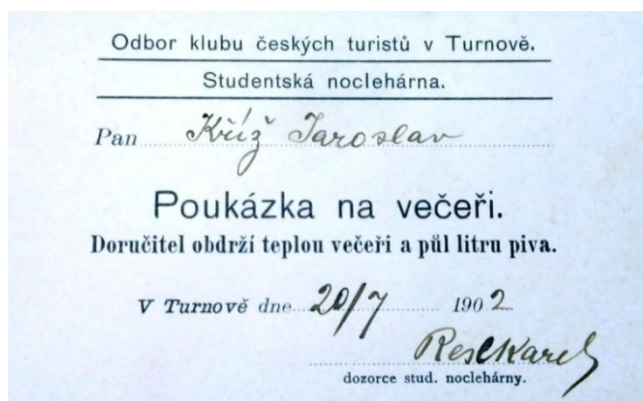 Odbor klubu českých turistů v Turnově.
Studentská noclehárna.
Pan Kříž Jaroslav
Poukázka na večeři.
Doručitel obdrží teplou večeři a půl litru piva.
V Turnově dne 20/7 1902
Karel
dozorce stud. noclehárny.